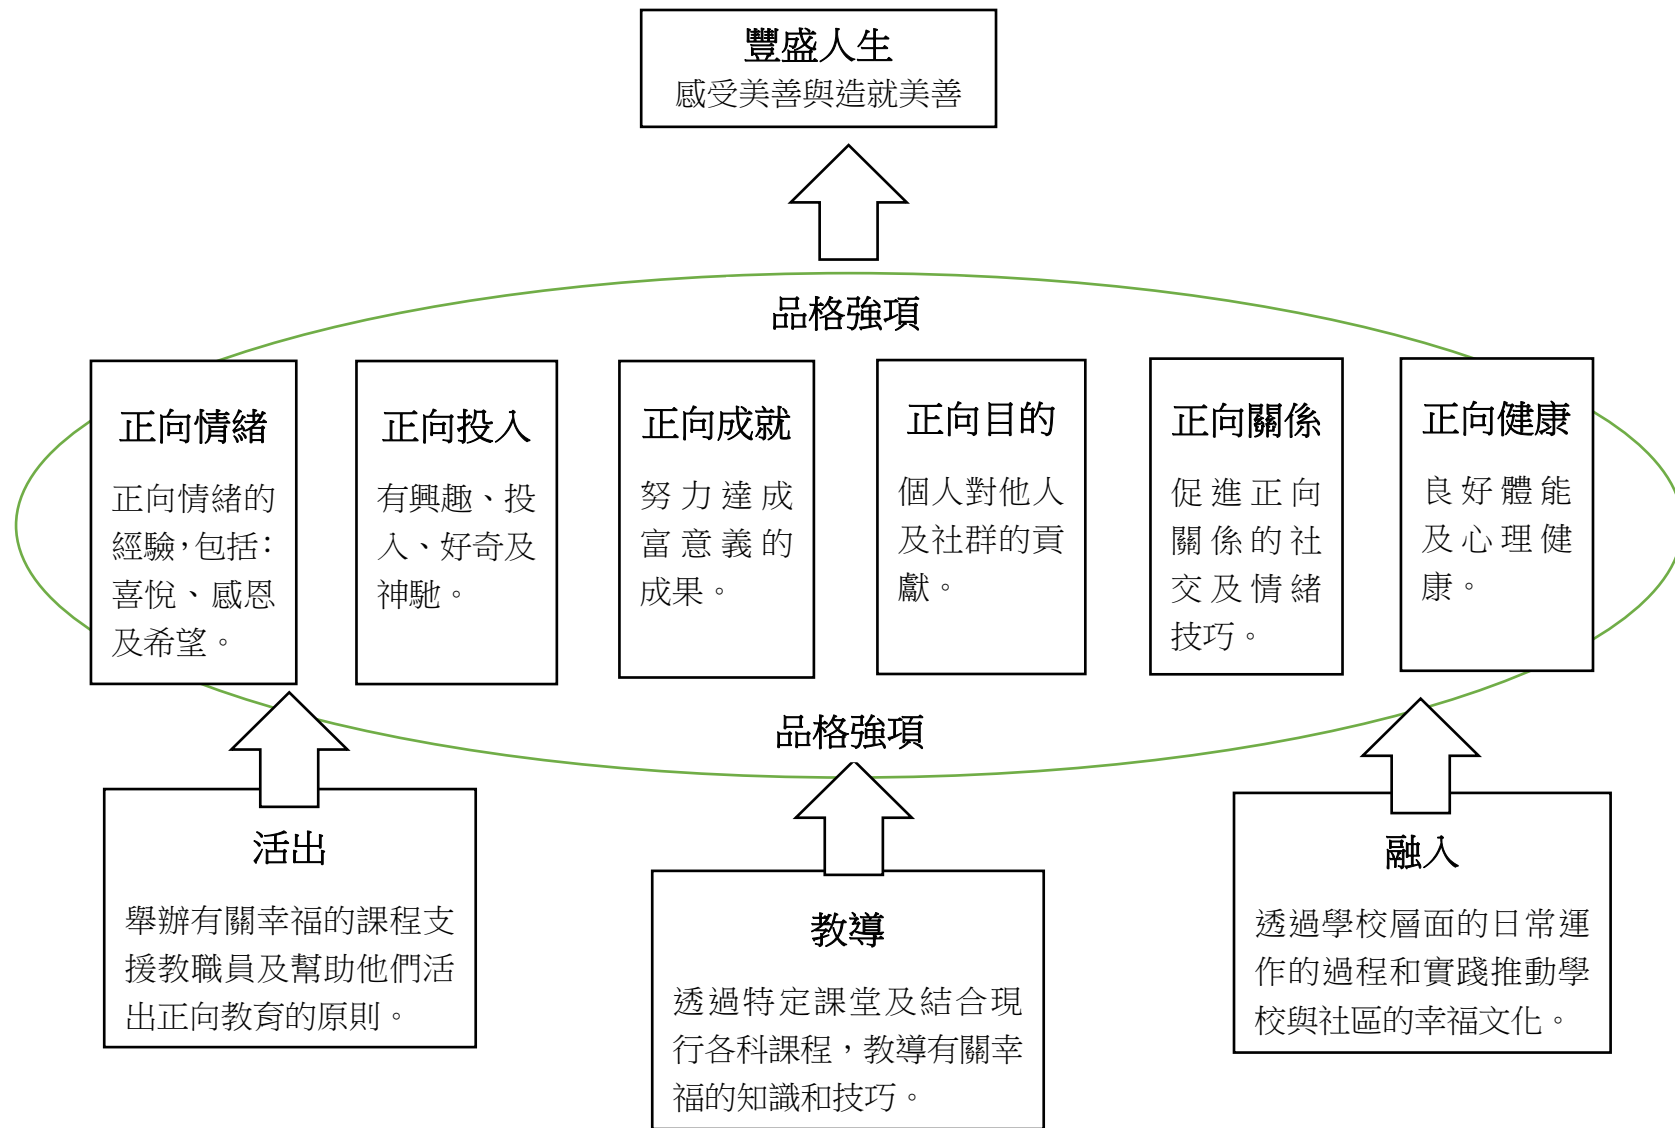 豐盛人生
感受美善與造就美善
品格強項
正向情緒
正向情緒的
經驗，包括：
喜悅、感恩
及希望。
正向投入
有興趣、投
入、好奇及
神馳。
正向成就
努力達成
富意義的
成果。
正向目的
個人對他人
及社群的貢
獻。
正向關係
促進正向
關係的社
交及情緒
技巧。
正向健康
良好體能
及心理健
康。
品格強項
活出
舉辦有關幸福的課程支
援教職員及幫助他們活
出正向教育的原則。
教導
透過特定課堂及結合現
行各科課程，教導有關幸
福的知識和技巧。
融入
透過學校層面的日常運
作的過程和實踐推動學
校與社區的幸福文化。